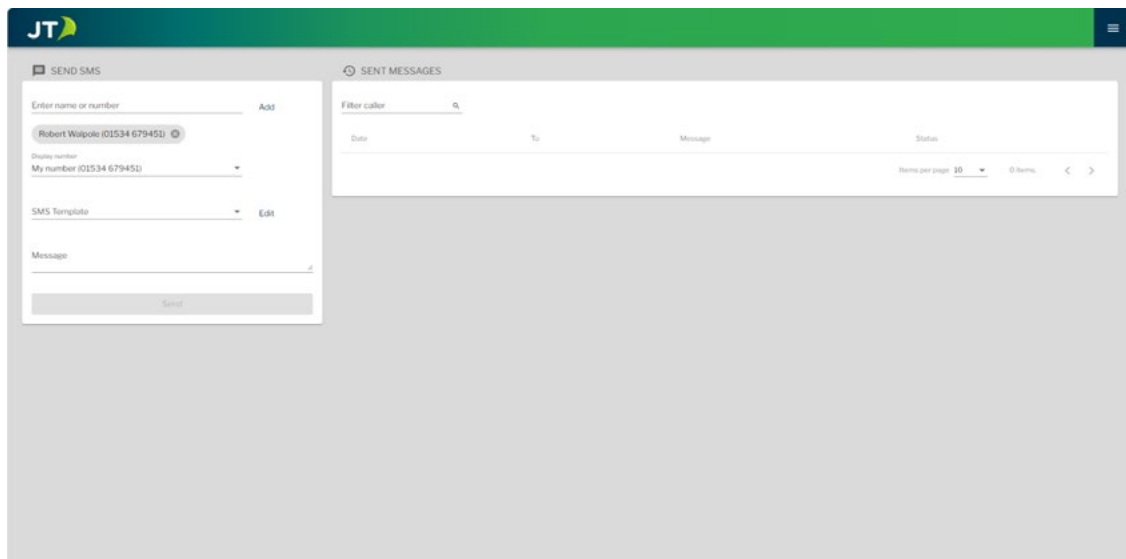 JT
SEND SMS
Enter name or number
Add
Robert Walpole (01534 679451)
Display number
My number (01534 679451)
SMS Template
Edit
Message
Send
SENT MESSAGES
Filter caller
Date To Message Status
Items per page 10 0 items